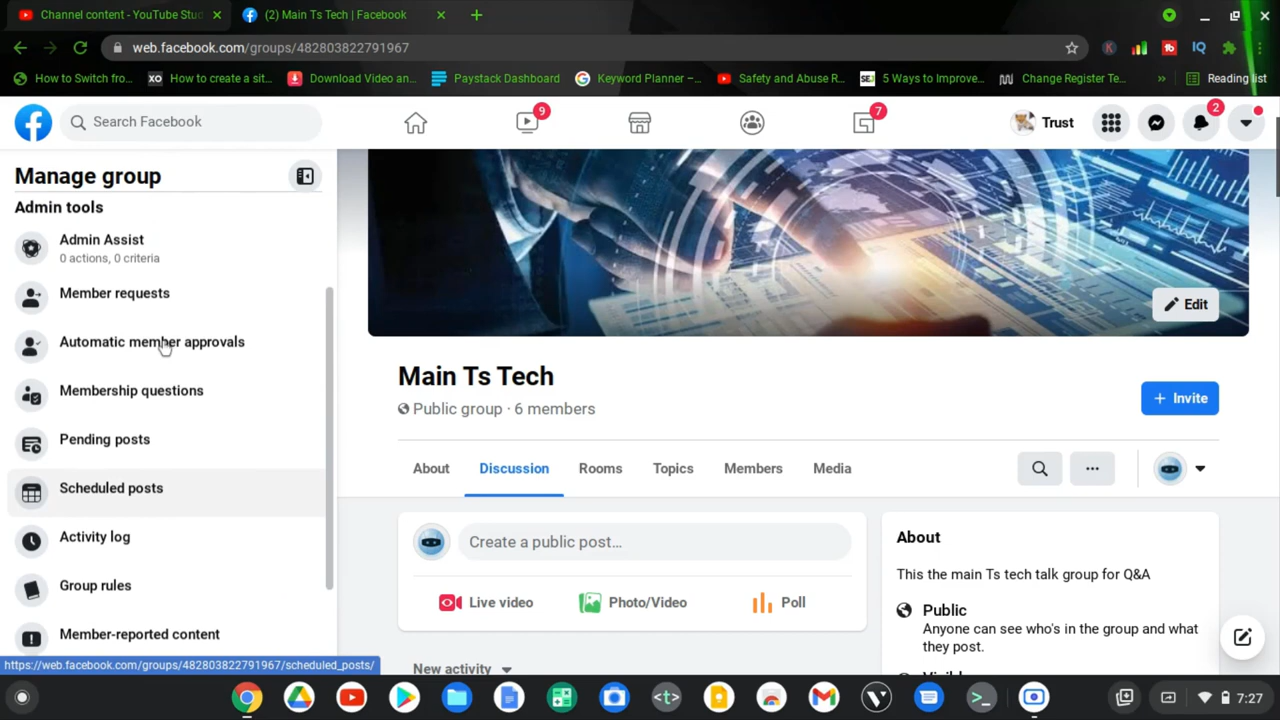 Channel content - YouTube Stud
(2) Main Ts Tech | Facebook
web.facebook.com/groups/482803822791967
How to Switch fro...
XO How to create a sit...
Download Video an...
Paystack Dashboard
Keyword Planner –...
Safety and Abuse R...
SEJ 5 Ways to Improve...
Change Register Te...
»
Reading list
Search Facebook
9
7
Trust
2
Manage group
Admin tools
Admin Assist
0 actions, 0 criteria
Member requests
Automatic member approvals
Membership questions
Pending posts
Scheduled posts
Activity log
Group rules
Member-reported content
https://web.facebook.com/groups/482803822791967/scheduled_posts/
Edit
Main Ts Tech
Public group · 6 members
+ Invite
About
Discussion
Rooms
Topics
Members
Media
Create a public post...
Live video
Photo/Video
Poll
New activity
About
This the main Ts tech talk group for Q&A
Public
Anyone can see who's in the group and what
they post.
7:27